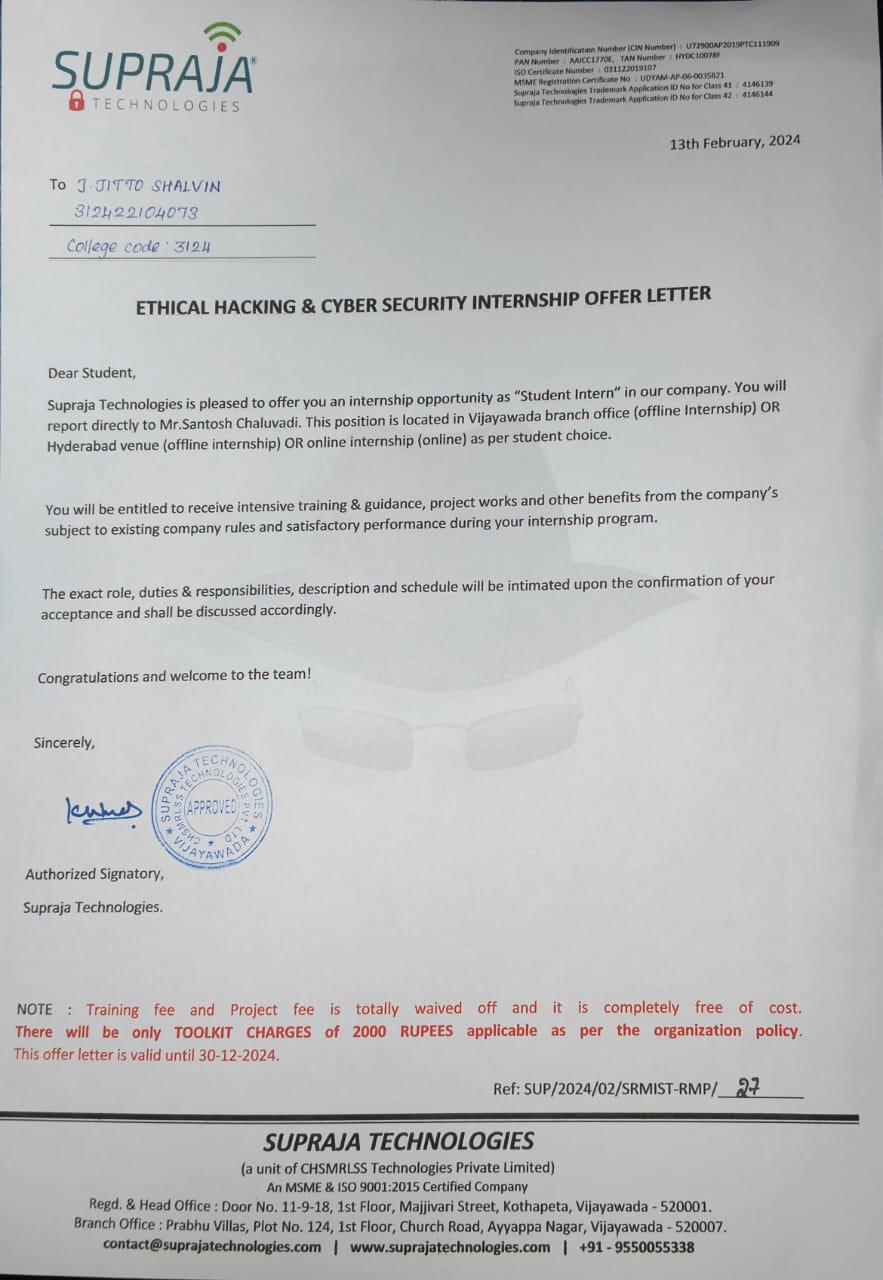 SUPRAJA®
TECHNOLOGIES
Company Identification Number (CIN Number) : U72900AP2019PTC111909
PAN Number : AAICC1770E, TAN Number : HYDC10078F
ISO Certificate Number : 031122019107
MSME Registration Certificate No : UDYAM-AP-06-0035821
Supraja Technologies Trademark Application ID No for Class 41 : 4146139
Supraja Technologies Trademark Application ID No for Class 42 : 4146144
13th February, 2024
To J.JITTO SHALVIN
312422104073
College code : 3124
ETHICAL HACKING & CYBER SECURITY INTERNSHIP OFFER LETTER
Dear Student,
Supraja Technologies is pleased to offer you an internship opportunity as “Student Intern” in our company. You will
report directly to Mr.Santosh Chaluvadi. This position is located in Vijayawada branch office (offline Internship) OR
Hyderabad venue (offline internship) OR online internship (online) as per student choice.
You will be entitled to receive intensive training & guidance, project works and other benefits from the company’s
subject to existing company rules and satisfactory performance during your internship program.
The exact role, duties & responsibilities, description and schedule will be intimated upon the confirmation of your
acceptance and shall be discussed accordingly.
Congratulations and welcome to the team!
Sincerely,
SUPRAJA TECHNOLOGIES
CHSMRLSS TECHNOLOGIES PVT. LTD
APPROVED
★ VIJAYAWADA ★
Authorized Signatory,
Supraja Technologies.
NOTE : Training fee and Project fee is totally waived off and it is completely free of cost.
There will be only TOOLKIT CHARGES of 2000 RUPEES applicable as per the organization policy.
This offer letter is valid until 30-12-2024.
Ref: SUP/2024/02/SRMIST-RMP/ 27
SUPRAJA TECHNOLOGIES
(a unit of CHSMRLSS Technologies Private Limited)
An MSME & ISO 9001:2015 Certified Company
Regd. & Head Office : Door No. 11-9-18, 1st Floor, Majjivari Street, Kothapeta, Vijayawada - 520001.
Branch Office : Prabhu Villas, Plot No. 124, 1st Floor, Church Road, Ayyappa Nagar, Vijayawada - 520007.
contact@suprajatechnologies.com | www.suprajatechnologies.com | +91 - 9550055338